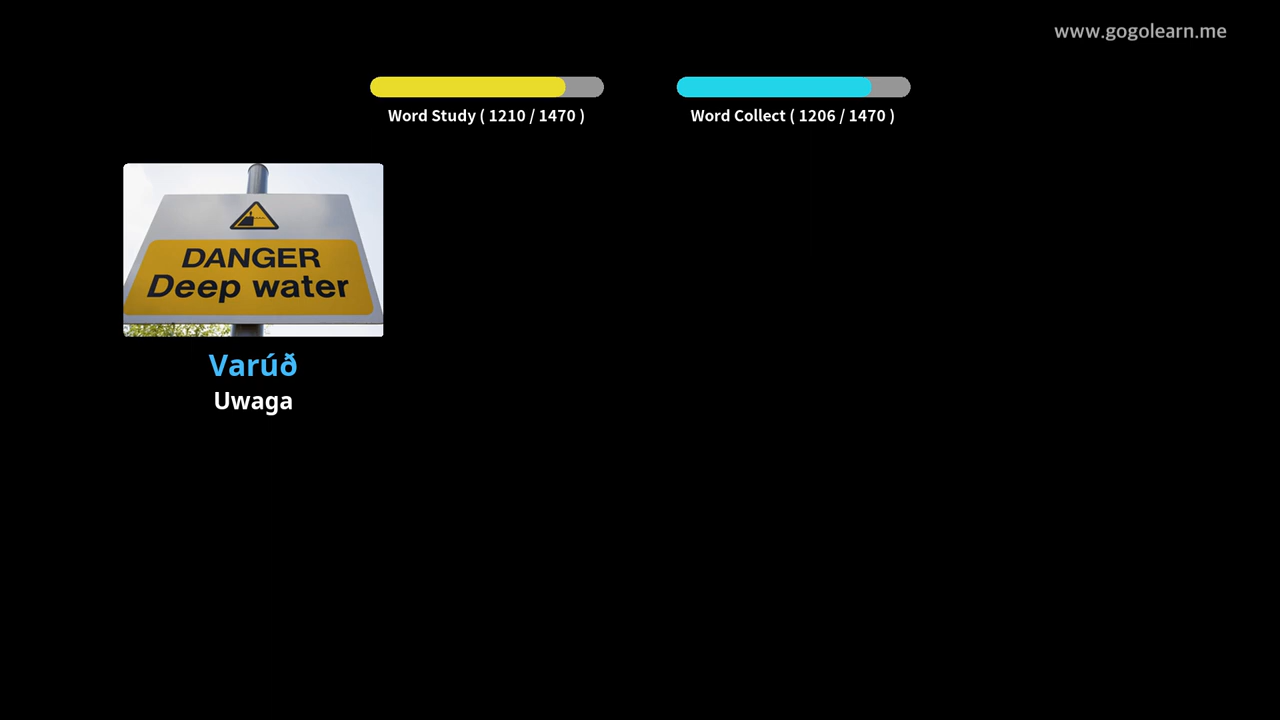 www.gogolearn.me
Word Study ( 1210 / 1470 )
Word Collect ( 1206 / 1470 )
DANGER
Deep water
Varúð
Uwaga